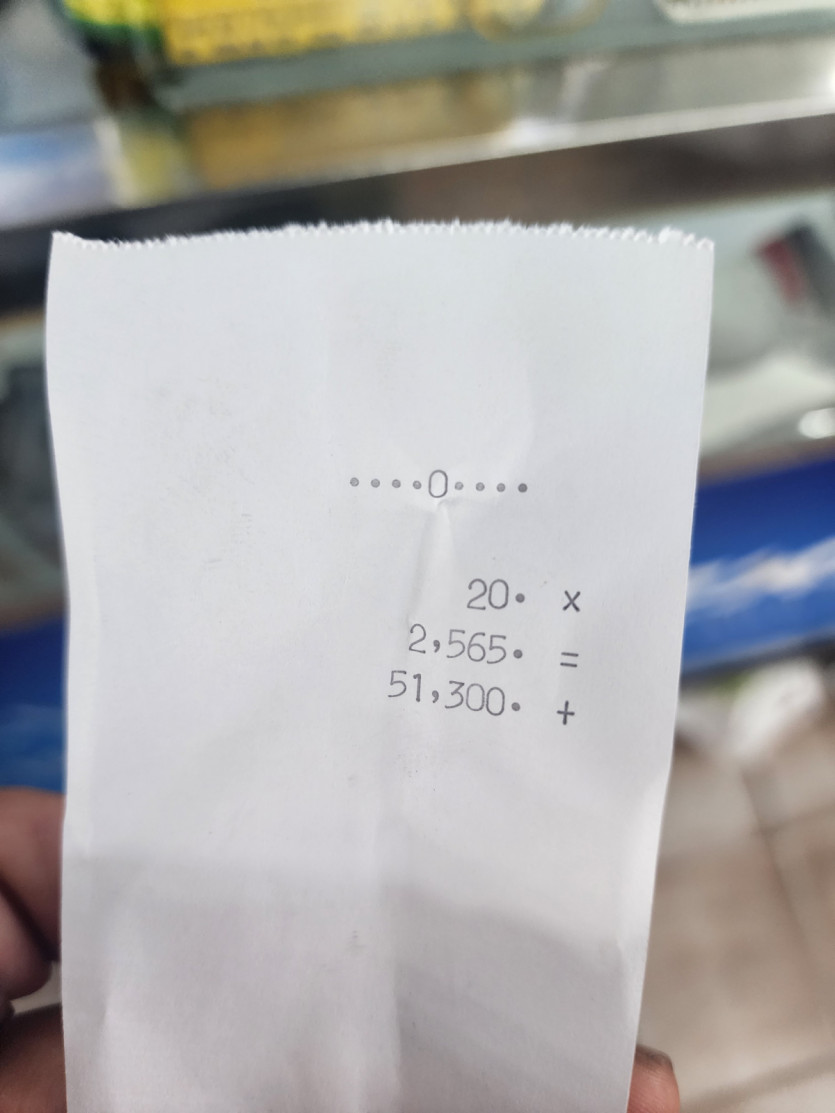 ····0····
20· x
2,565· =
51,300· +